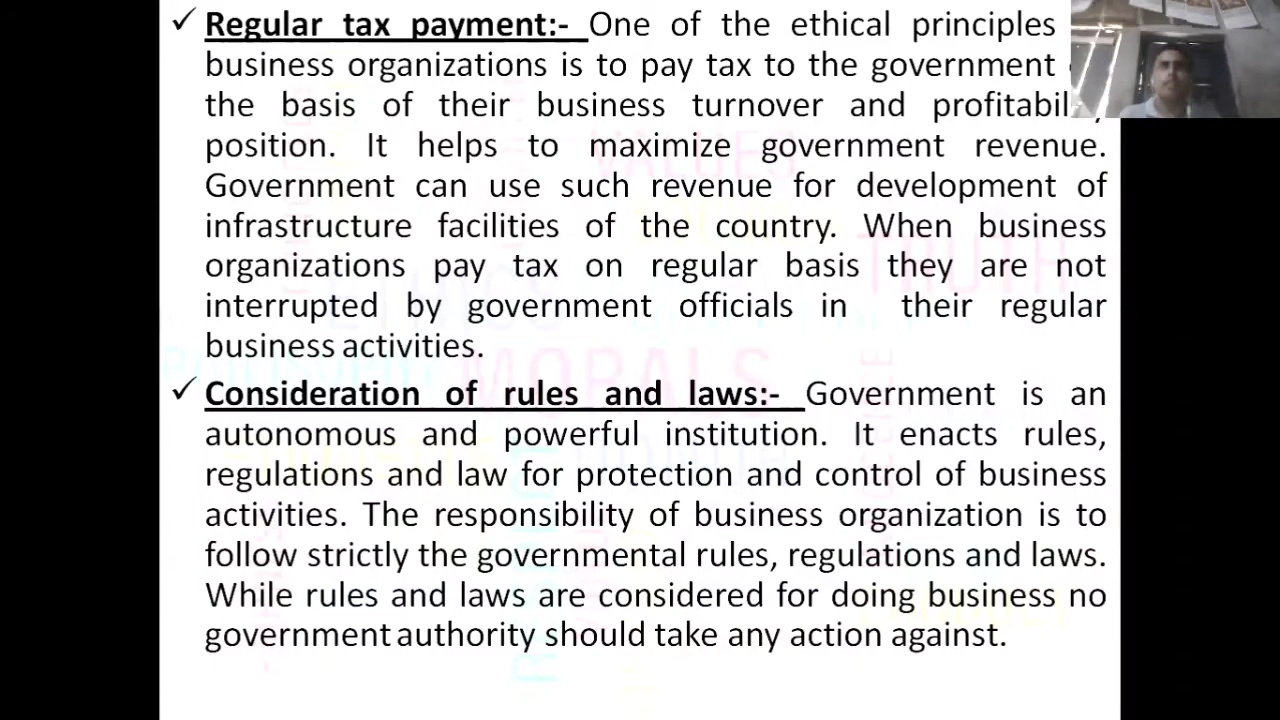 ✓ Regular tax payment:- One of the ethical principles
business organizations is to pay tax to the government
the basis of their business turnover and
position. It helps to maximize government revenue.
Government can use such revenue for development of
infrastructure facilities of the country. When business
organizations pay tax on regular basis they are not
interrupted by government officials in their regular
business activities.
✓ Consideration of rules and laws:- Government is an
autonomous and powerful institution. It enacts rules,
regulations and law for protection and control of business
activities. The responsibility of business organization is to
follow strictly the governmental rules, regulations and laws.
While rules and laws are considered for doing business no
government authority should take any action against.
VALUES
TRUTH
ETHICS
MORALS